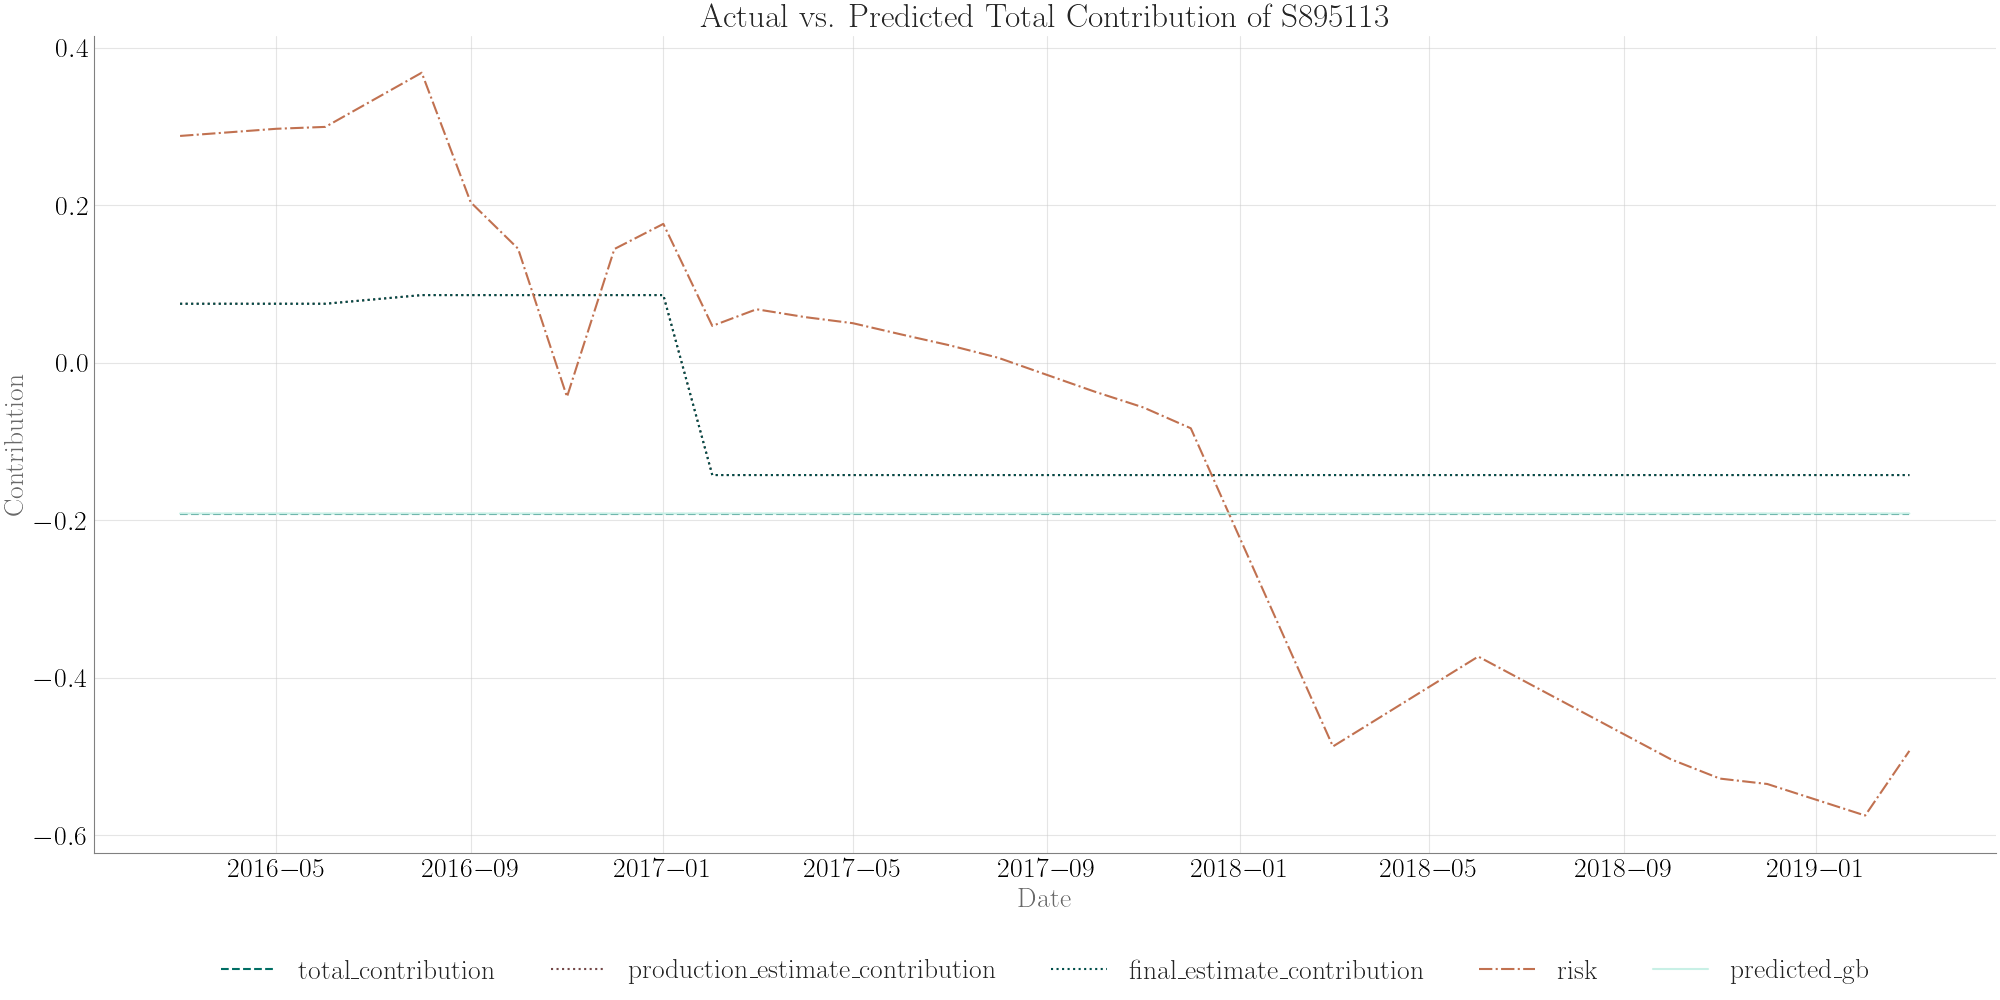 Actual vs. Predicted Total Contribution of S895113
0.4
0.2
0.0
−0.2
−0.4
−0.6
Contribution
2016−05 2016−09 2017−01 2017−05 2017−09 2018−01 2018−05 2018−09 2019−01
Date
total_contribution production_estimate_contribution final_estimate_contribution risk predicted_gb